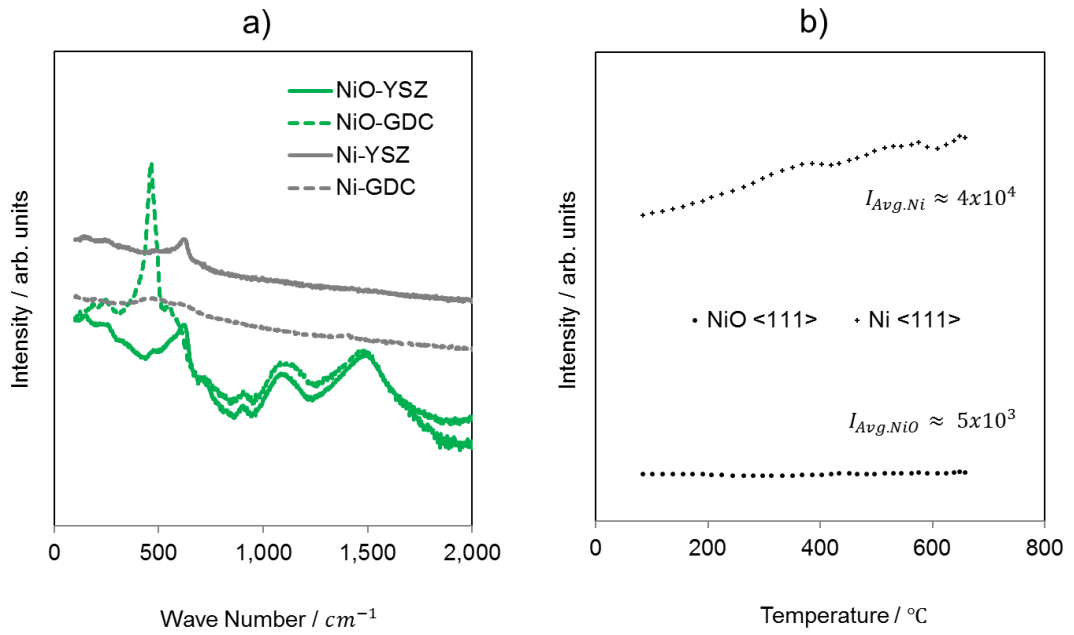 a)
Intensity / arb. units
NiO-YSZ
NiO-GDC
Ni-YSZ
Ni-GDC
0
500
1,000
1,500
2,000
Wave Number / cm⁻¹
b)
Intensity / arb. units
I_Avg.Ni ≈ 4x10⁴
NiO <111>
Ni <111>
I_Avg.NiO ≈ 5x10³
0
200
400
600
800
Temperature / °C